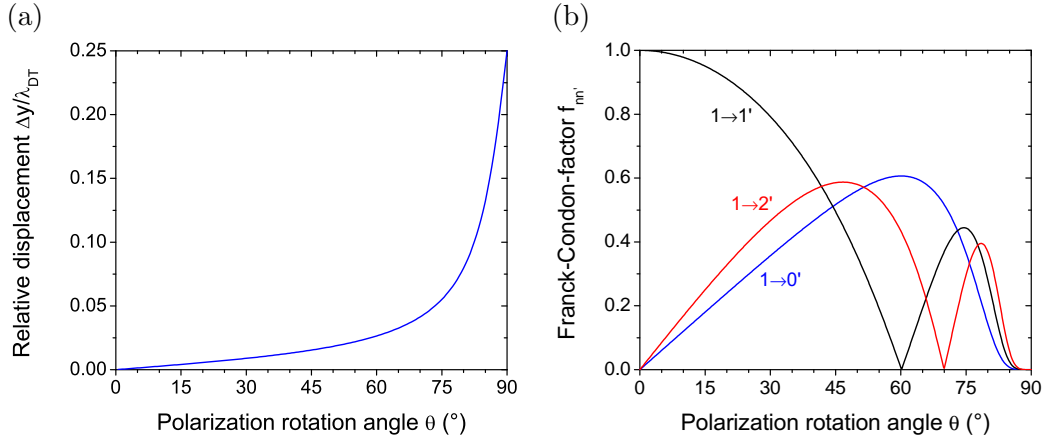 (a)
Relative displacement Δy/λ_DT
0.25
0.20
0.15
0.10
0.05
0.00
0 15 30 45 60 75 90
Polarization rotation angle θ (°)
(b)
Franck-Condon-factor f_nn'
1.0
0.8
0.6
0.4
0.2
0.0
1→1'
1→2'
1→0'
0 15 30 45 60 75 90
Polarization rotation angle θ (°)